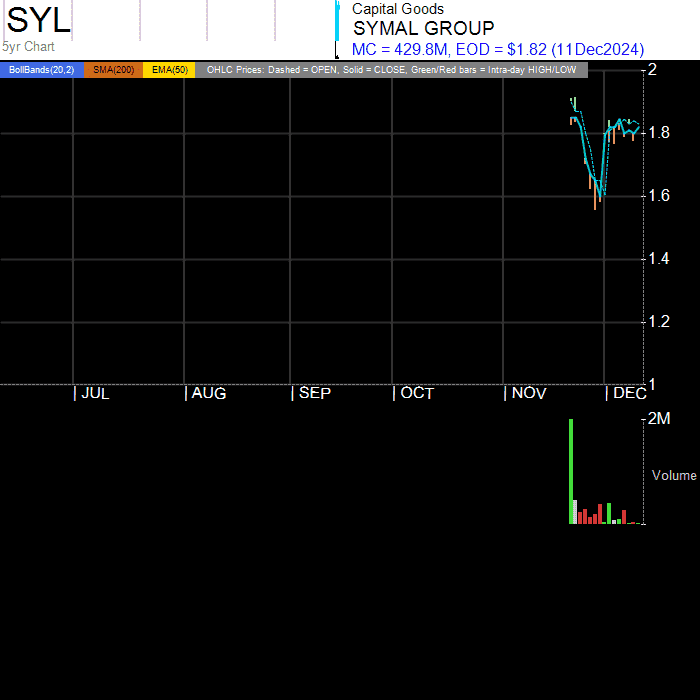 SYL
5yr Chart
Capital Goods
SYMAL GROUP
MC = 429.8M, EOD = $1.82 (11Dec2024)
BollBands(20,2) SMA(200) EMA(50) OHLC Prices: Dashed = OPEN, Solid = CLOSE, Green/Red bars = Intra-day HIGH/LOW
2
1.8
1.6
1.4
1.2
1
| JUL | AUG | SEP | OCT | NOV | DEC
2M
Volume